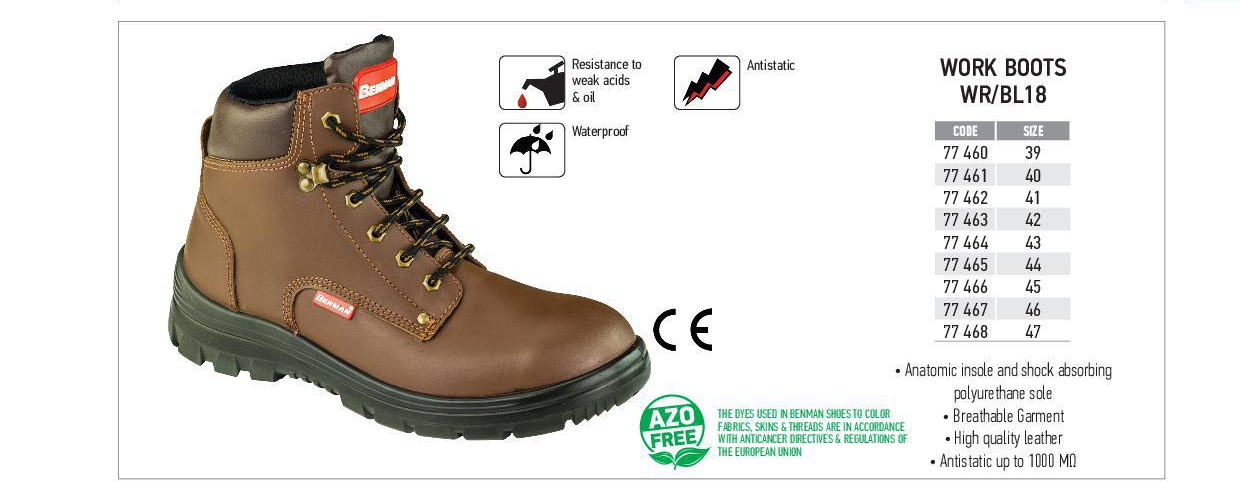 BENMAN
BENMAN
Resistance to
weak acids
& oil
Antistatic
Waterproof
CE
AZO
FREE
THE DYES USED IN BENMAN SHOES TO COLOR
FABRICS, SKINS & THREADS ARE IN ACCORDANCE
WITH ANTICANCER DIRECTIVES & REGULATIONS OF
THE EUROPEAN UNION
WORK BOOTS
WR/BL18
CODE SIZE
77 460 39
77 461 40
77 462 41
77 463 42
77 464 43
77 465 44
77 466 45
77 467 46
77 468 47
• Anatomic insole and shock absorbing
polyurethane sole
• Breathable Garment
• High quality leather
• Antistatic up to 1000 MΩ